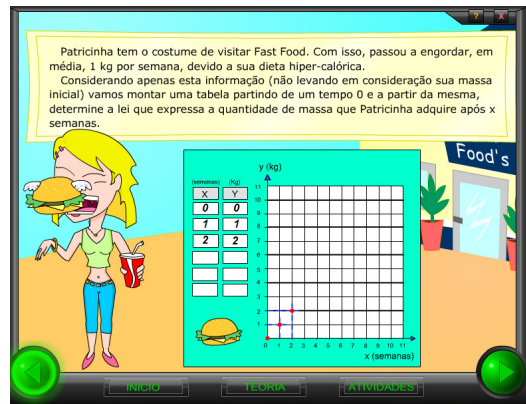 ? X
Patricinha tem o costume de visitar Fast Food. Com isso, passou a engordar, em
média, 1 kg por semana, devido a sua dieta hiper-calórica.
Considerando apenas esta informação (não levando em consideração sua massa
inicial) vamos montar uma tabela partindo de um tempo 0 e a partir da mesma,
determine a lei que expressa a quantidade de massa que Patricinha adquire após x
semanas.
Food's
(semanas) (Kg)
X Y
0 0
1 1
2 2
y (kg)
11
10
9
8
7
6
5
4
3
2
1
0 1 2 3 4 5 6 7 8 9 10 11
x (semanas)
INICIO TEORIA ATIVIDADES